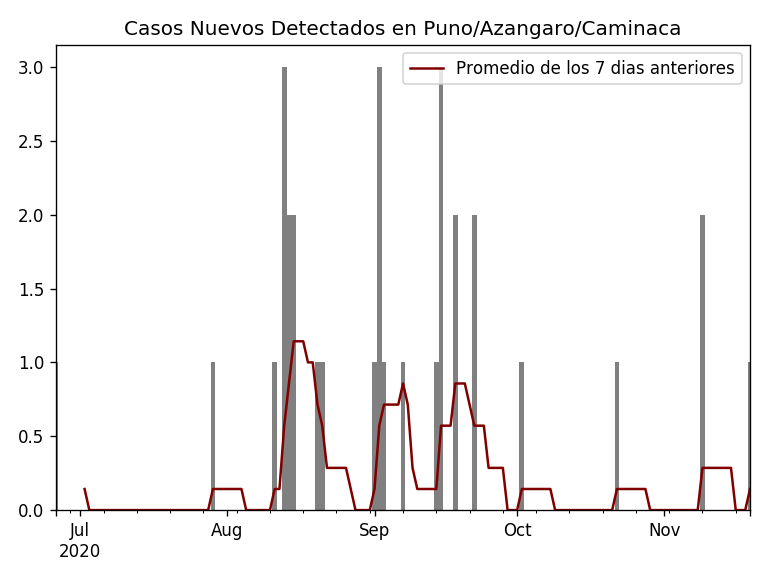 Casos Nuevos Detectados en Puno/Azangaro/Caminaca
Promedio de los 7 dias anteriores
3.0
2.5
2.0
1.5
1.0
0.5
0.0
Jul Aug Sep Oct Nov
2020